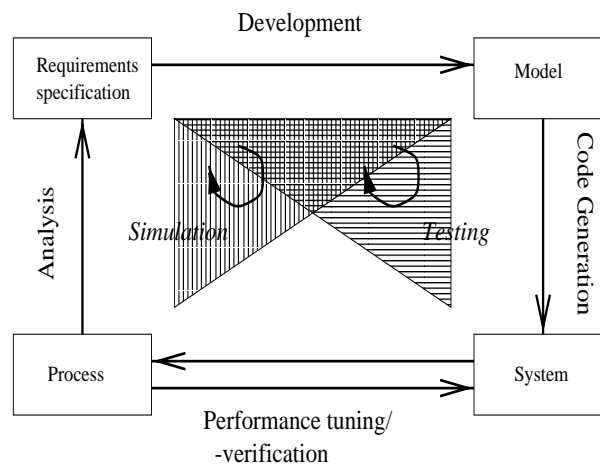 Development
Requirements
specification
Model
Analysis
Code Generation
Simulation
Testing
Process
System
Performance tuning/
-verification